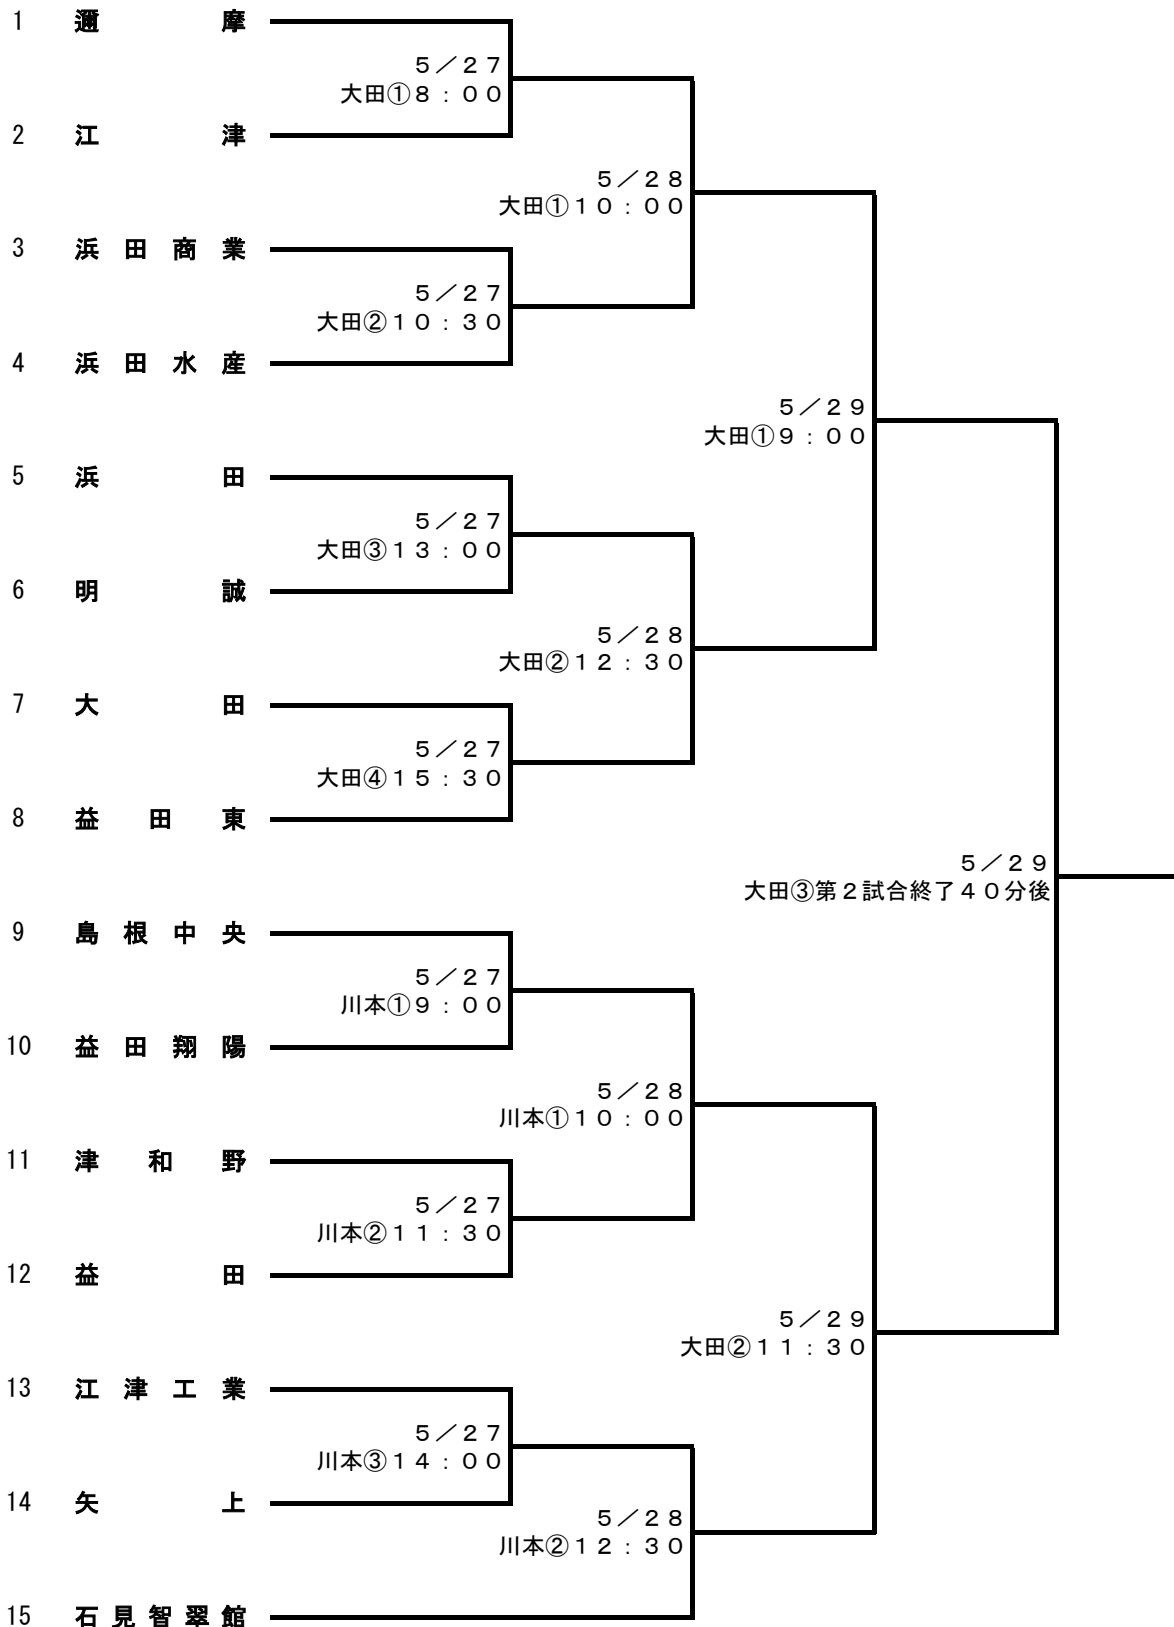 1 邇摩
5／27
大田①8：00
2 江津
5／28
大田①10：00
3 浜田商業
5／27
大田②10：30
4 浜田水産
5／29
大田①9：00
5 浜田
5／27
大田③13：00
6 明誠
5／28
大田②12：30
7 大田
5／27
大田④15：30
8 益田東
5／29
大田③第2試合終了40分後
9 島根中央
5／27
川本①9：00
10 益田翔陽
5／28
川本①10：00
11 津和野
5／27
川本②11：30
12 益田
5／29
大田②11：30
13 江津工業
5／27
川本③14：00
14 矢上
5／28
川本②12：30
15 石見智翠館